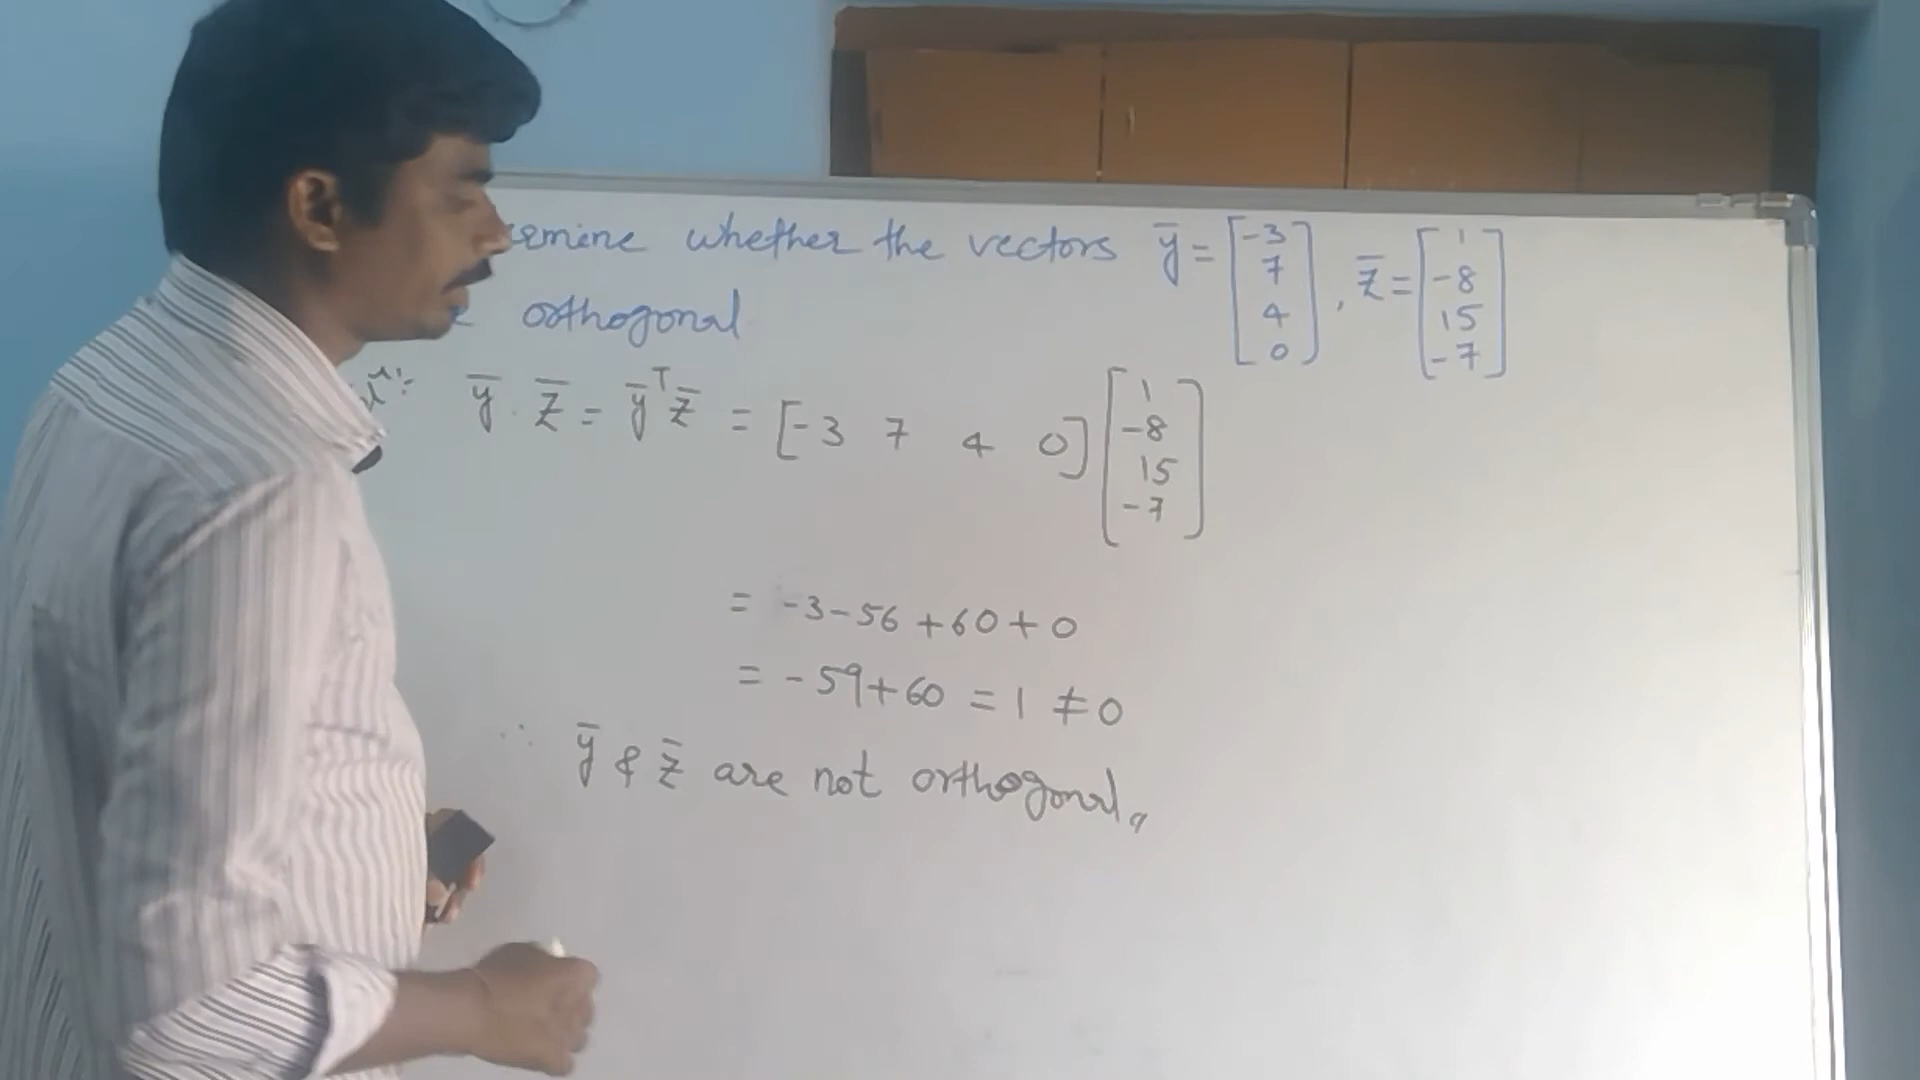 whether the vectors ȳ = [-3 7 4 0], z̄ = [1 -8 15 -7]
orthogonal
ȳ . z̄ = ȳᵀz̄ = [-3 7 4 0] [1 -8 15 -7]
= -3-56+60+0
= -59+60 = 1 ≠ 0
∴ ȳ & z̄ are not orthogonal